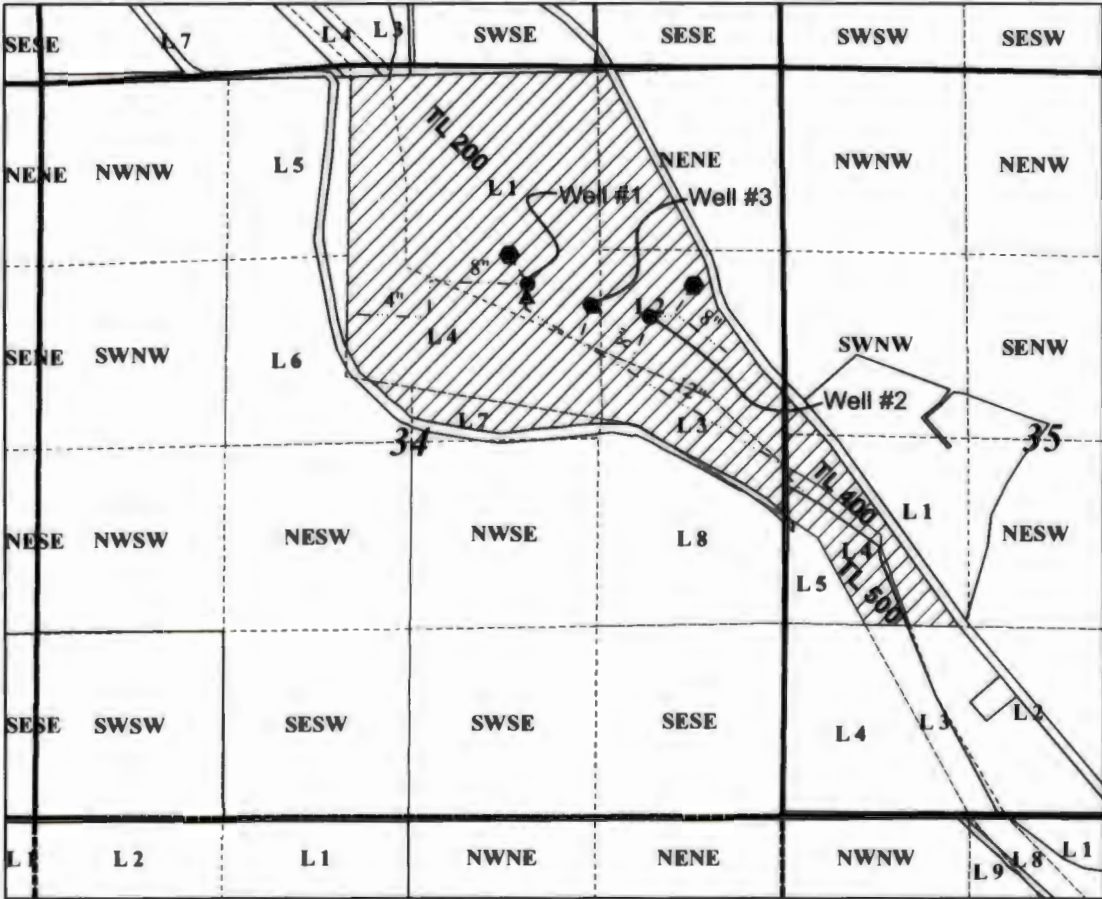 SESE
L 7
L 4
L 3
SWSE
SESE
SWSW
SESW
TL 200
NENE
NWNW
L 5
L 1
NENE
NWNW
NENW
Well #1
Well #3
8"
4"
L 4
L 2
8"
SENE
SWNW
L 6
SWNW
SENW
12"
Well #2
L 7
L 3
34
35
TL 400
L 1
NESE
NWSW
NESW
NWSE
L 8
L 4
NESW
L 5
TL 500
SESE
SWSW
SESW
SWSE
SESE
L 4
L 3
L 2
L 1
L 2
L 1
NWNE
NENE
NWNW
L 9
L 8
L 1